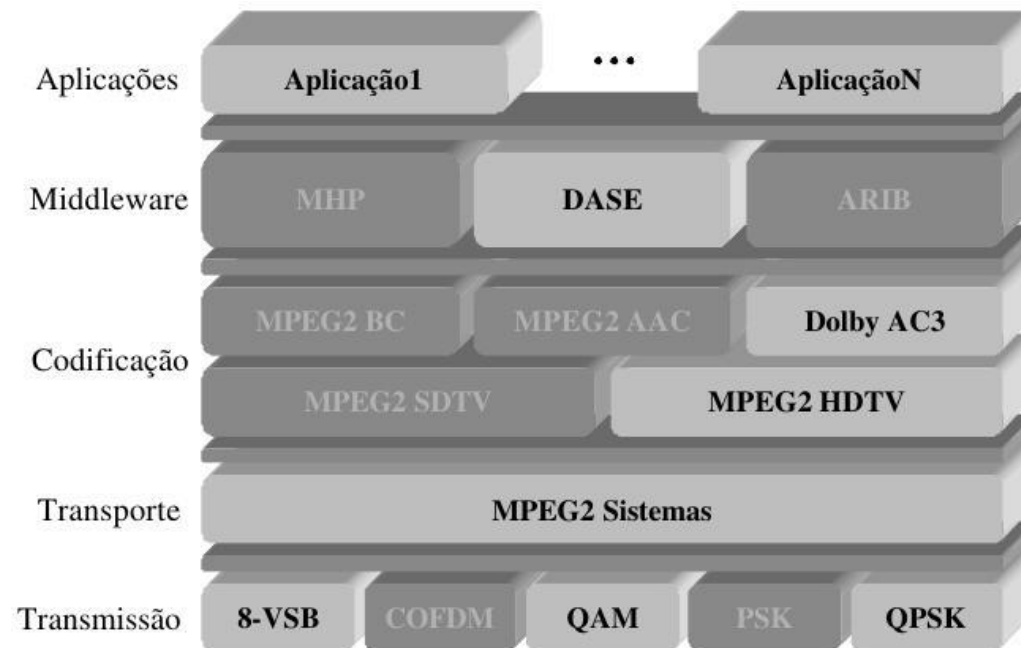 Aplicações Aplicação1 ... AplicaçãoN
Middleware MHP DASE ARIB
MPEG2 BC MPEG2 AAC Dolby AC3
Codificação
MPEG2 SDTV MPEG2 HDTV
Transporte MPEG2 Sistemas
Transmissão 8-VSB COFDM QAM PSK QPSK